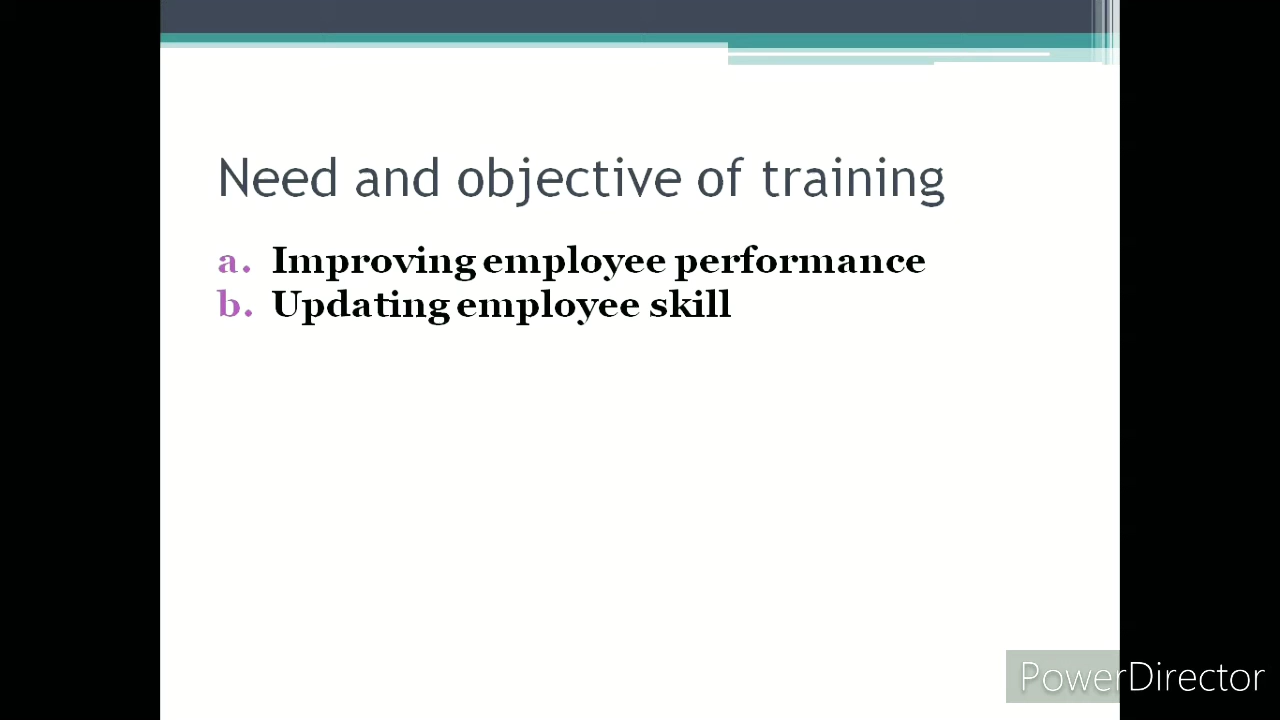 Need and objective of training
a. Improving employee performance
b. Updating employee skill
PowerDirector